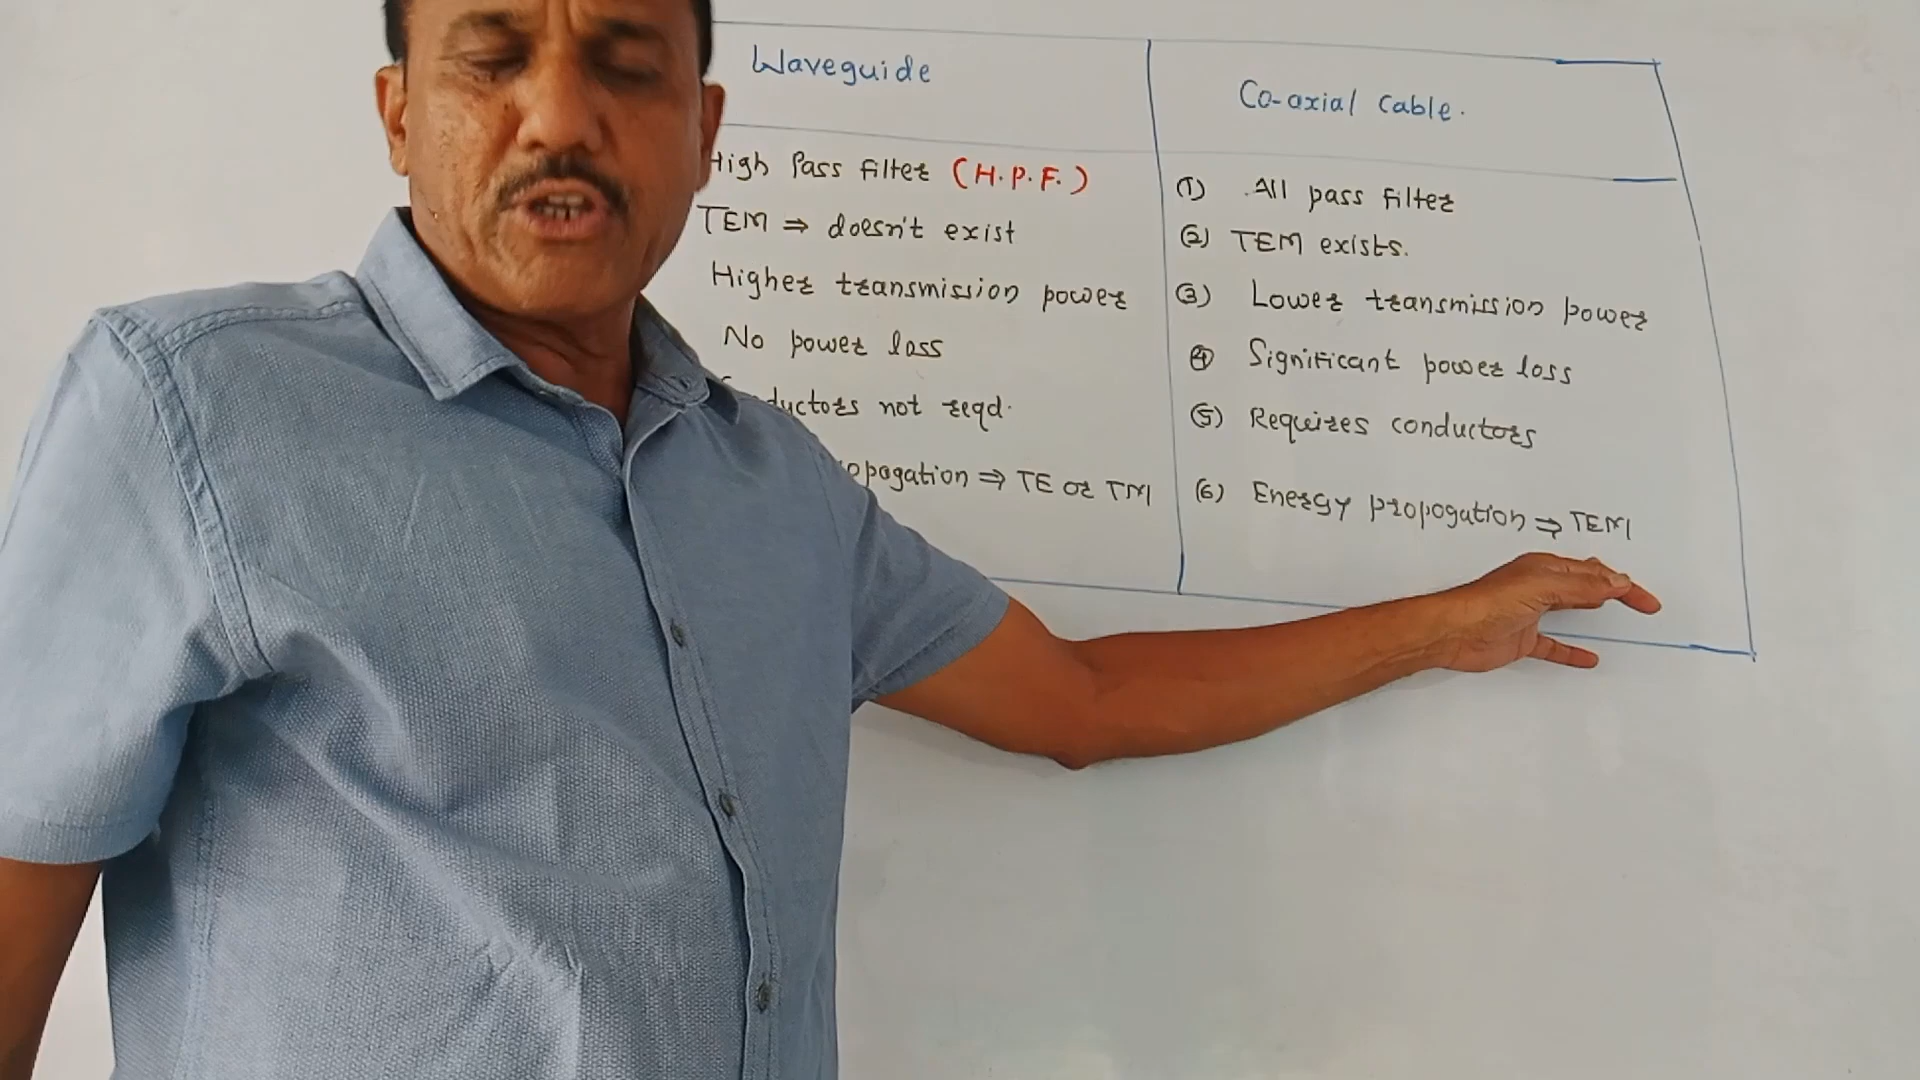 Waveguide
Co-axial Cable.
High Pass filter (H.P.F.)
TEM ⇒ doesn't exist
Higher transmission power
No power loss
not reqd.
⇒ TE or TM
(1) All pass filter
(2) TEM exists.
(3) Lower transmission power
(4) Significant power loss
(5) Requires conductors
(6) Energy propogation ⇒ TEM